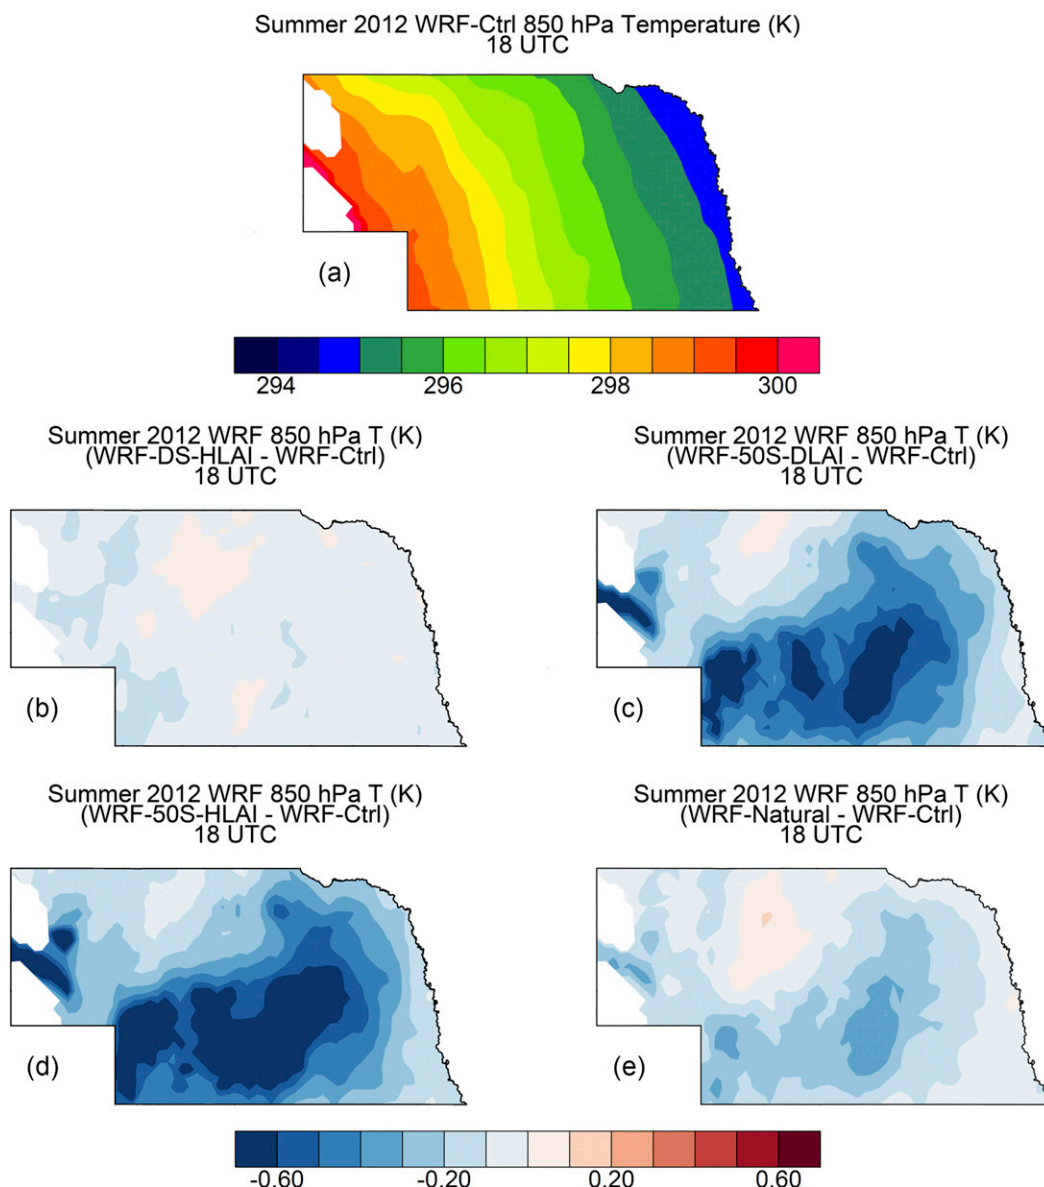 Summer 2012 WRF-Ctrl 850 hPa Temperature (K)
18 UTC
(a)
294 296 298 300
Summer 2012 WRF 850 hPa T (K)
(WRF-DS-HLAI - WRF-Ctrl)
18 UTC
(b)
Summer 2012 WRF 850 hPa T (K)
(WRF-50S-DLAI - WRF-Ctrl)
18 UTC
(c)
Summer 2012 WRF 850 hPa T (K)
(WRF-50S-HLAI - WRF-Ctrl)
18 UTC
(d)
Summer 2012 WRF 850 hPa T (K)
(WRF-Natural - WRF-Ctrl)
18 UTC
(e)
-0.60 -0.20 0.20 0.60